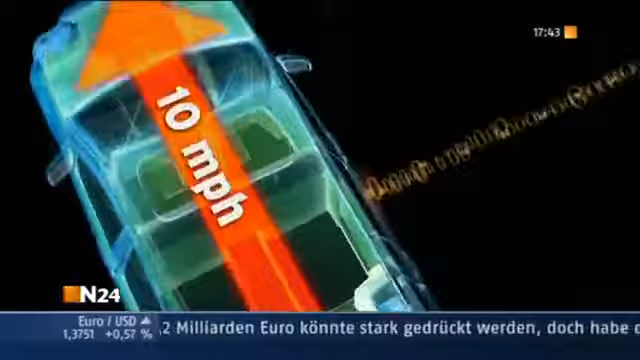 17:43
10 mph
N24
Euro / USD
1,3751 +0,57 %
2 Milliarden Euro könnte stark gedrückt werden, doch habe